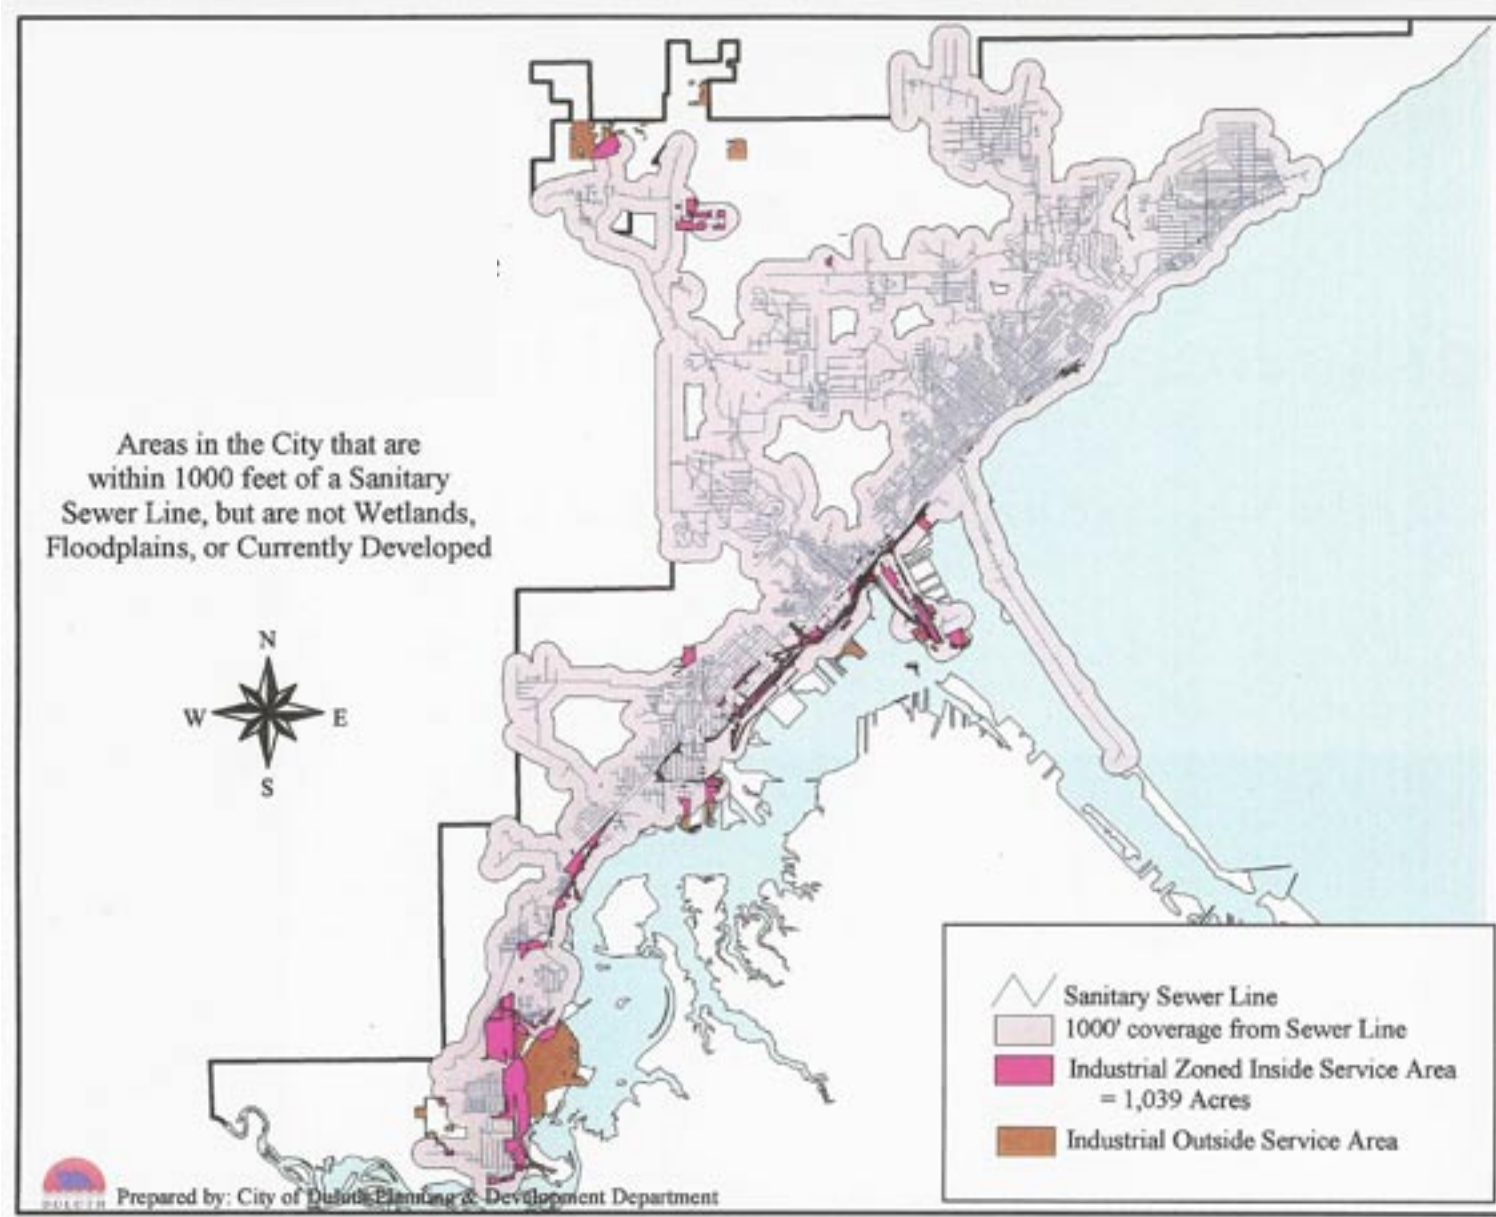 Areas in the City that are
within 1000 feet of a Sanitary
Sewer Line, but are not Wetlands,
Floodplains, or Currently Developed
N
W
E
S
Sanitary Sewer Line
1000' coverage from Sewer Line
Industrial Zoned Inside Service Area
= 1,039 Acres
Industrial Outside Service Area
DULUTH
Prepared by: City of Duluth Planning & Development Department